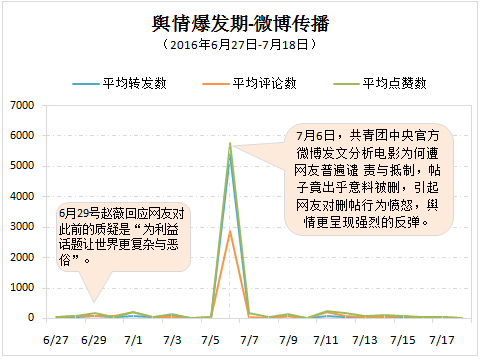 舆情爆发期-微博传播
（2016年6月27日-7月18日）
平均转发数 平均评论数 平均点赞数
7000
6000
5000
4000
3000
2000
1000
0
7月6日，共青团中央官方
微博发文分析电影为何遭
网友普遍谴 责与抵制，帖
子竟出乎意料被删，引起
网友对删帖行为愤怒，舆
情更呈现强烈的反弹。
6月29号赵薇回应网友对
此前的质疑是“为利益
话题让世界更复杂与恶
俗”。
6/27 6/29 7/1 7/3 7/5 7/7 7/9 7/11 7/13 7/15 7/17